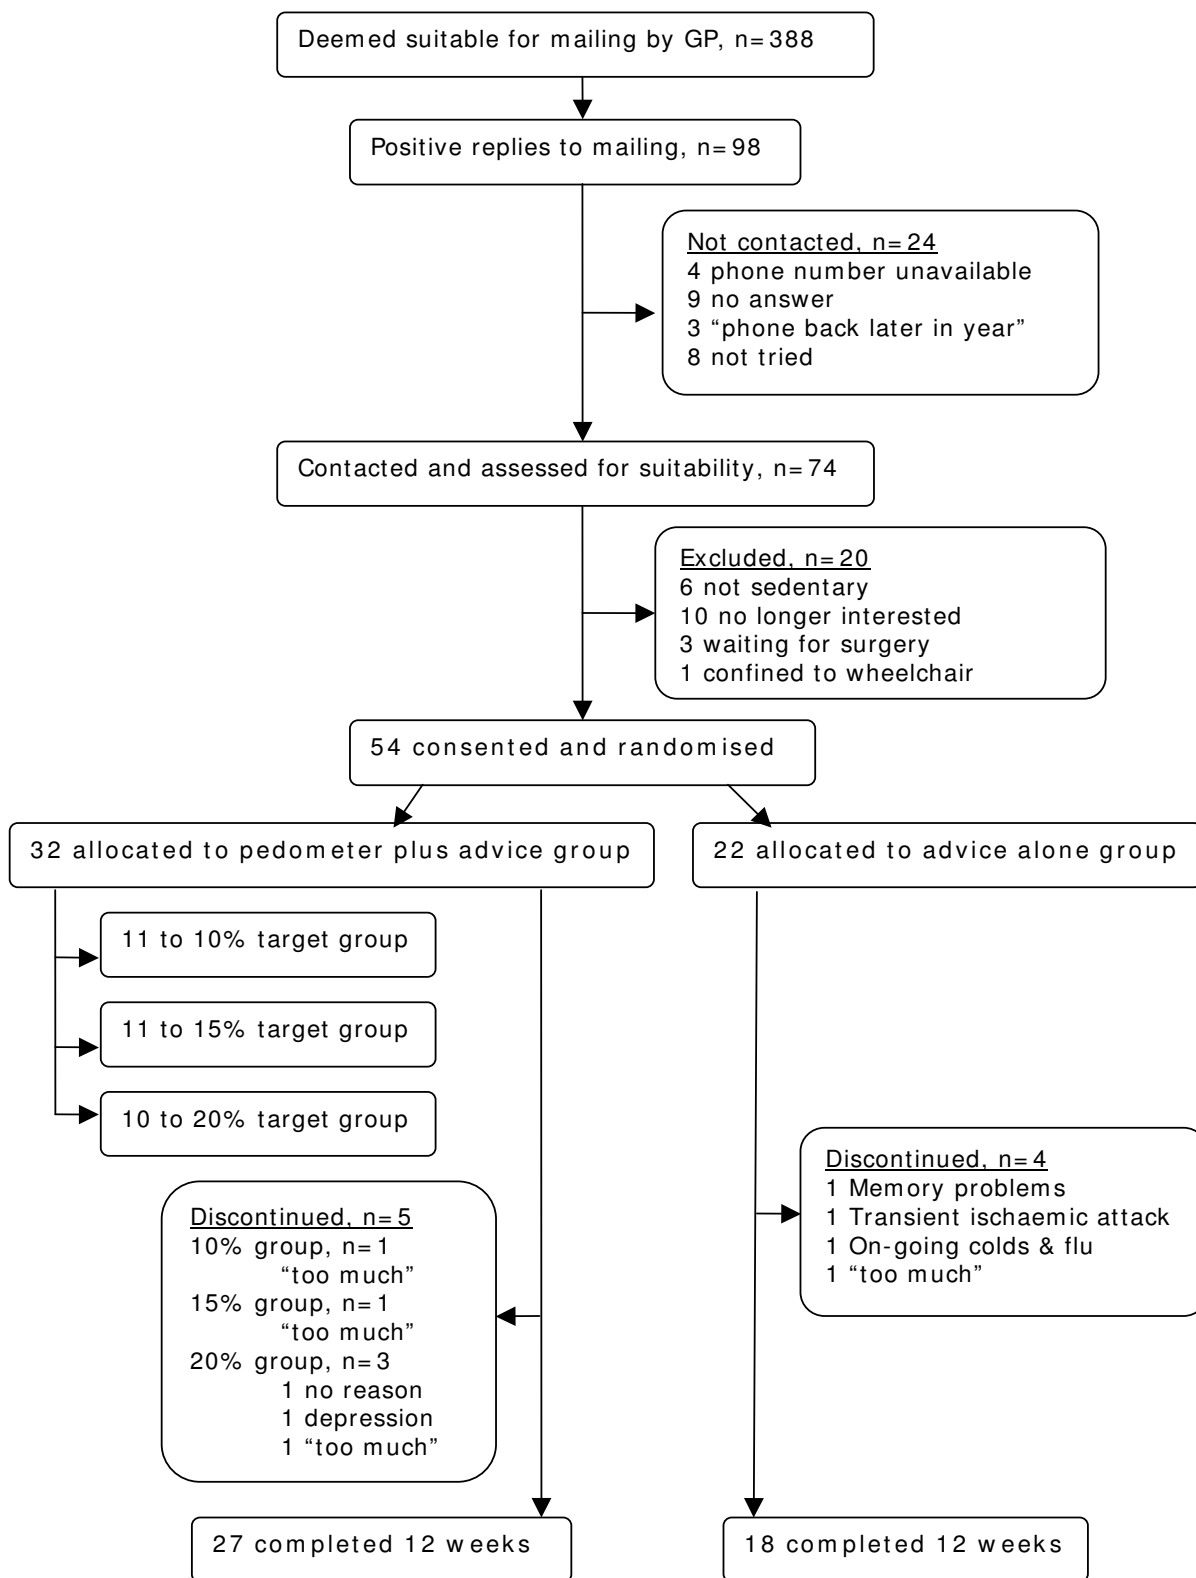 Deemed suitable for mailing by GP, n=388
Positive replies to mailing, n=98
Not contacted, n=24
4 phone number unavailable
9 no answer
3 “phone back later in year”
8 not tried
Contacted and assessed for suitability, n=74
Excluded, n=20
6 not sedentary
10 no longer interested
3 waiting for surgery
1 confined to wheelchair
54 consented and randomised
32 allocated to pedometer plus advice group
22 allocated to advice alone group
11 to 10% target group
11 to 15% target group
10 to 20% target group
Discontinued, n=4
1 Memory problems
1 Transient ischaemic attack
1 On-going colds & flu
1 “too much”
Discontinued, n=5
10% group, n=1
“too much”
15% group, n=1
“too much”
20% group, n=3
1 no reason
1 depression
1 “too much”
27 completed 12 weeks
18 completed 12 weeks